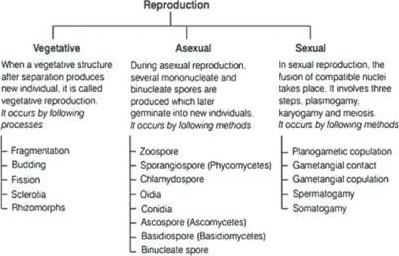 Reproduction
Vegetative
When a vegetative structure
after separation produces
new individual, it is called
vegetative reproduction.
It occurs by following
processes
Fragmentation
Budding
Fission
Sclerotia
Rhizomorphs
Asexual
During asexual reproduction,
several mononucleate and
binucleate spores are
produced which later
germinate into new individuals.
It occurs by following methods
Zoospore
Sporangiospore (Phycomycetes)
Chlamydospore
Oidia
Conidia
Ascospore (Ascomycetes)
Basidiospore (Basidiomycetes)
Binucleate spore
Sexual
In sexual reproduction, the
fusion of compatible nuclei
takes place. It involves three
steps, plasmogamy,
karyogamy and meiosis.
It occurs by following methods
Planogametic copulation
Gametangial contact
Gametangial copulation
Spermatogamy
Somatogamy